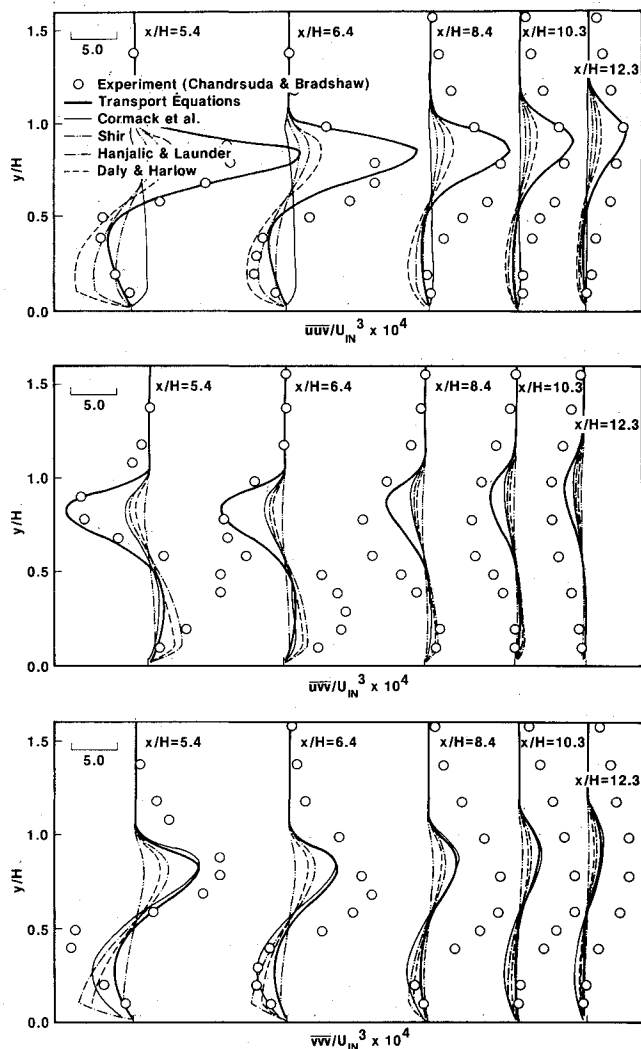 1.6
5.0
x/H=5.4
x/H=6.4
x/H=8.4
x/H=10.3
x/H=12.3
Experiment (Chandrsuda & Bradshaw)
Transport Equations
Cormack et al.
Shir
Hanjalic & Launder
Daly & Harlow
1.0
y/H
0.5
0.0
uuv/U_IN^3 x 10^4
1.5
5.0
x/H=5.4
x/H=6.4
x/H=8.4
x/H=10.3
x/H=12.3
1.0
y/H
0.5
0.0
uvv/U_IN^3 x 10^4
1.5
5.0
x/H=5.4
x/H=6.4
x/H=8.4
x/H=10.3
x/H=12.3
1.0
y/H
0.5
0.0
vvv/U_IN^3 x 10^4